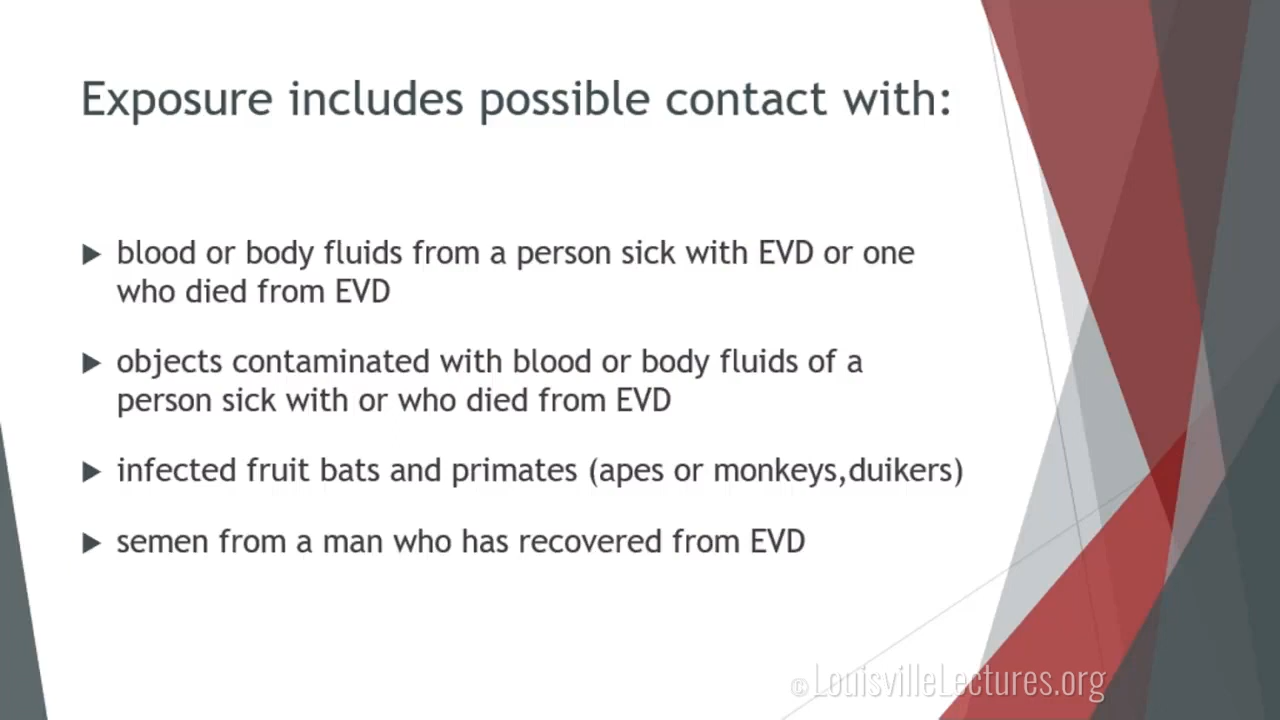 Exposure includes possible contact with:
blood or body fluids from a person sick with EVD or one
who died from EVD
objects contaminated with blood or body fluids of a
person sick with or who died from EVD
infected fruit bats and primates (apes or monkeys,duikers)
semen from a man who has recovered from EVD
©LouisvilleLectures.org